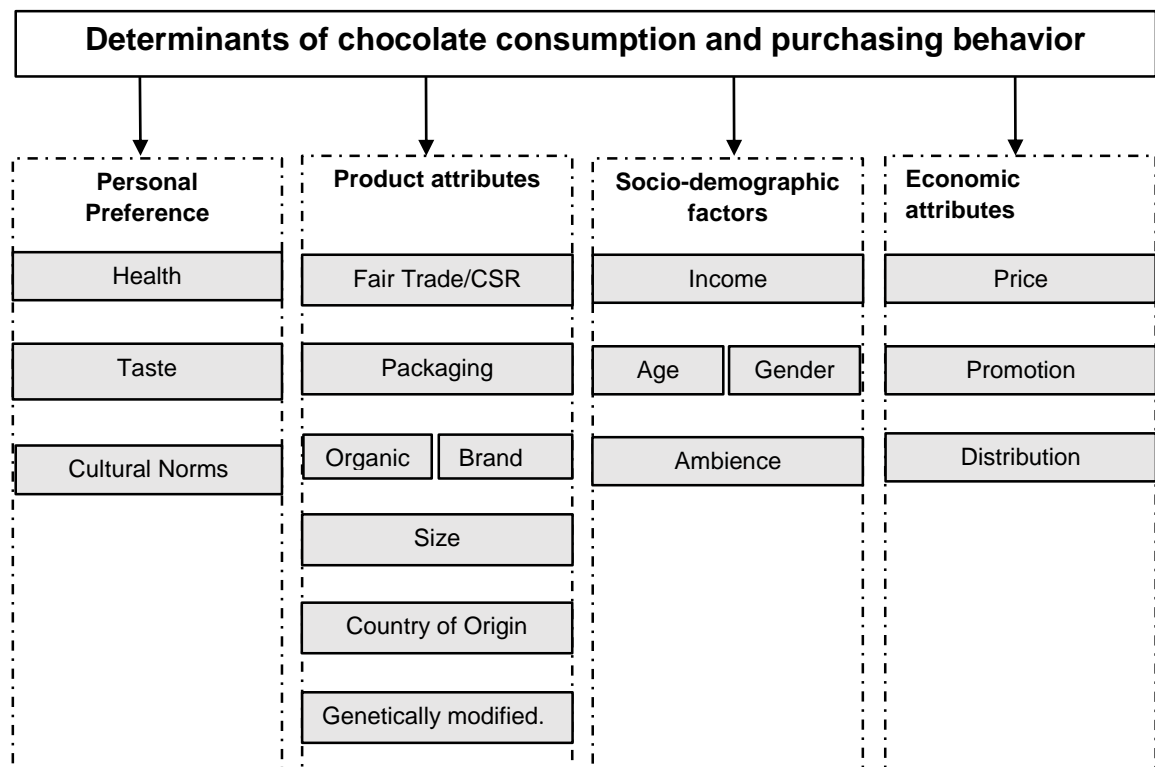 Determinants of chocolate consumption and purchasing behavior
Personal
Preference
Health
Taste
Cultural Norms
Product attributes
Fair Trade/CSR
Packaging
Organic
Brand
Size
Country of Origin
Genetically modified.
Socio-demographic
factors
Income
Age
Gender
Ambience
Economic
attributes
Price
Promotion
Distribution